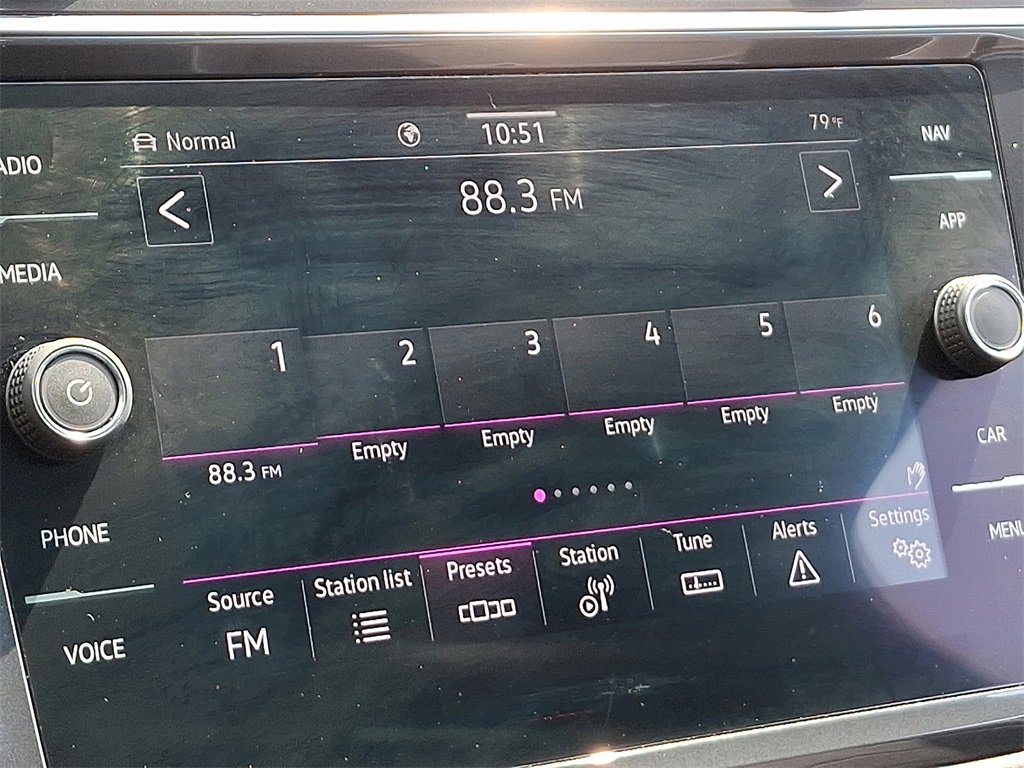 Normal
10:51
79°F
NAV
ADIO
88.3 FM
APP
MEDIA
1
2
3
4
5
6
88.3 FM
Empty
Empty
Empty
Empty
Empty
CAR
PHONE
MENU
Source
FM
Station list
Presets
Station
Tune
Alerts
Settings
VOICE